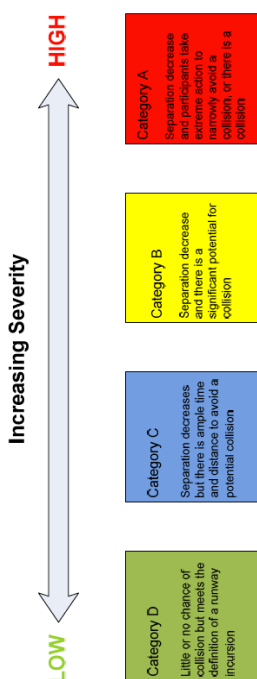 Increasing Severity
LOW
HIGH
Category D
Little or no chance of
collision but meets the
definition of a runway
incursion
Category C
Separation decreases
but there is ample time
and distance to avoid a
potential collision
Category B
Separation decrease
and there is a
significant potential for
collision
Category A
Separation decrease
and participants take
extreme action to
narrowly avoid a
collision, or there is a
collision